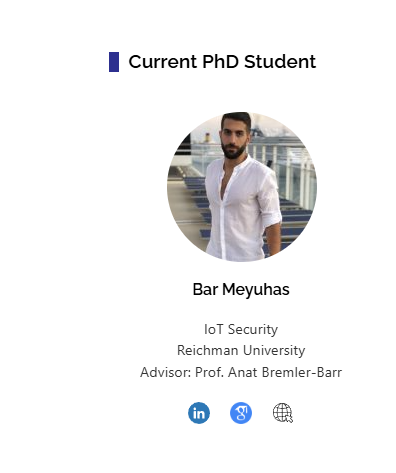 Current PhD Student
Bar Meyuhas
IoT Security
Reichman University
Advisor: Prof. Anat Bremler-Barr
in